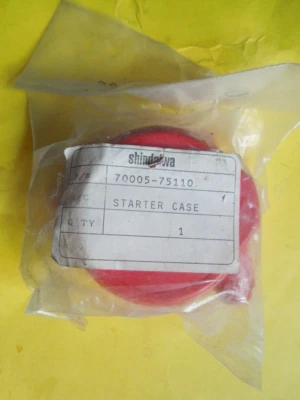 shindaiwa
P/N 70005-75110
STARTER CASE
Q'TY 1